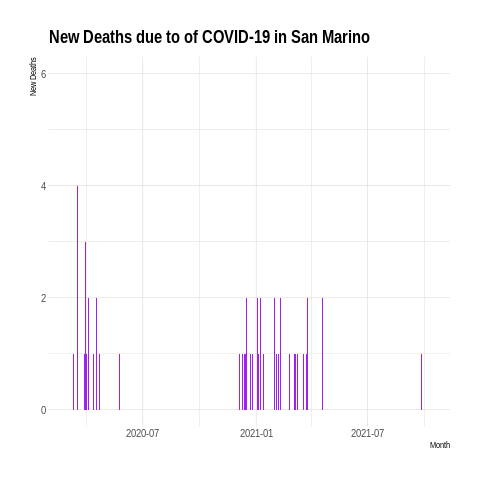 New Deaths due to of COVID-19 in San Marino
New Deaths
6
4
2
0
2020-07
2021-01
2021-07
Month